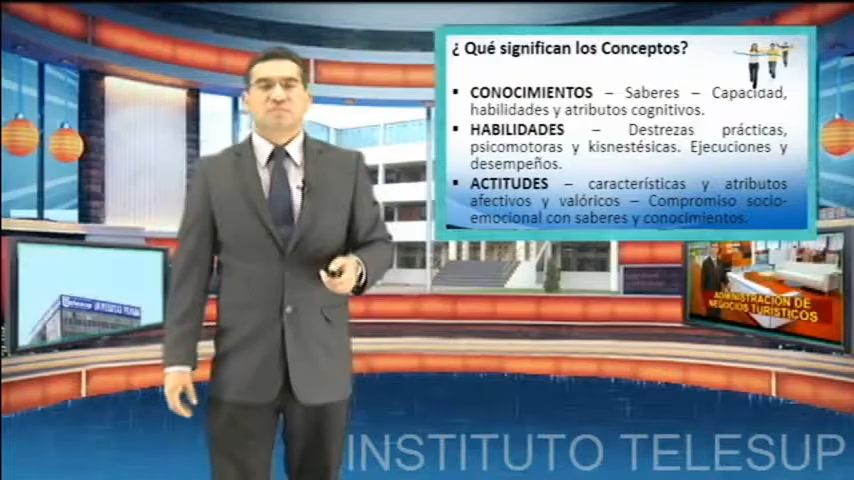 ¿ Qué significan los Conceptos?
▪ CONOCIMIENTOS – Saberes – Capacidad,
habilidades y atributos cognitivos.
▪ HABILIDADES – Destrezas prácticas,
psicomotoras y kisnestésicas. Ejecuciones y
desempeños.
▪ ACTITUDES – características y atributos
afectivos y valóricos – Compromiso socio-
emocional con saberes y conocimientos.
ADMINISTRACIÓN DE
NEGOCIOS TURISTICOS
INSTITUTO TELESUP